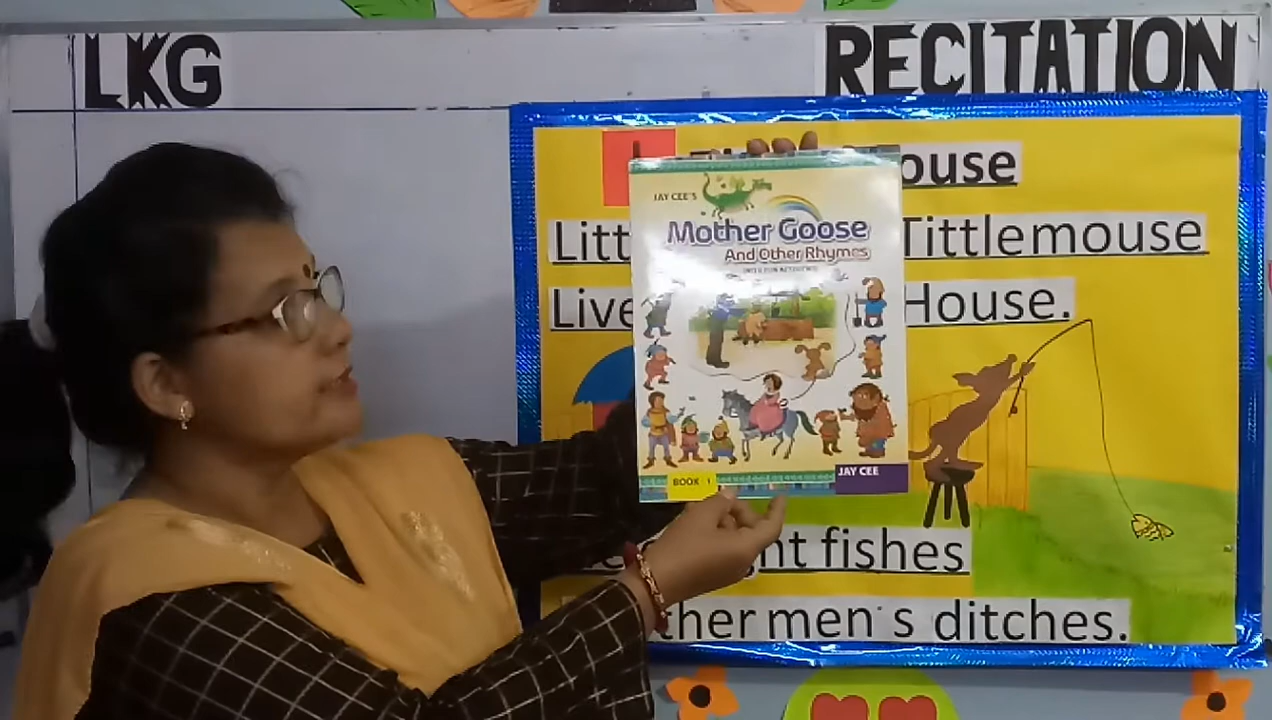 LKG
RECITATION
ouse
Litt Tittlemouse
Live House.
JAY CEE'S
Mother Goose
And Other Rhymes
BOOK 1
JAY CEE
ht fishes
ther men's ditches.